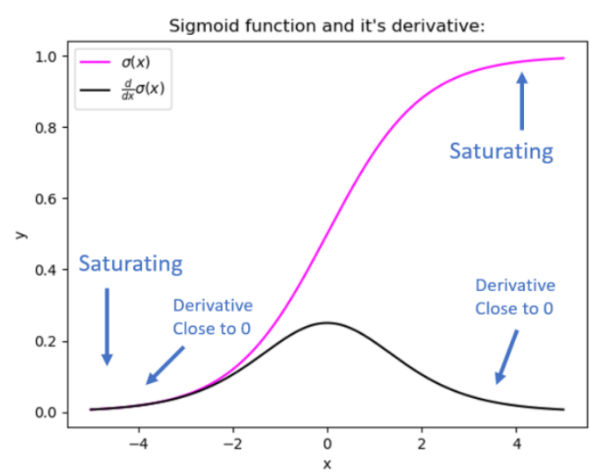 Sigmoid function and it's derivative:
σ(x)
d/dx σ(x)
1.0
0.8
0.6
0.4
0.2
0.0
y
Saturating
Saturating
Derivative
Close to 0
Derivative
Close to 0
−4
−2
0
2
4
x